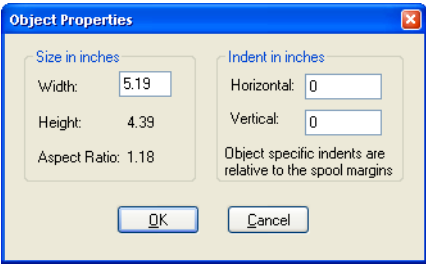 Object Properties
Size in inches
Width: 5.19
Height: 4.39
Aspect Ratio: 1.18
Indent in inches
Horizontal: 0
Vertical: 0
Object specific indents are
relative to the spool margins
OK
Cancel